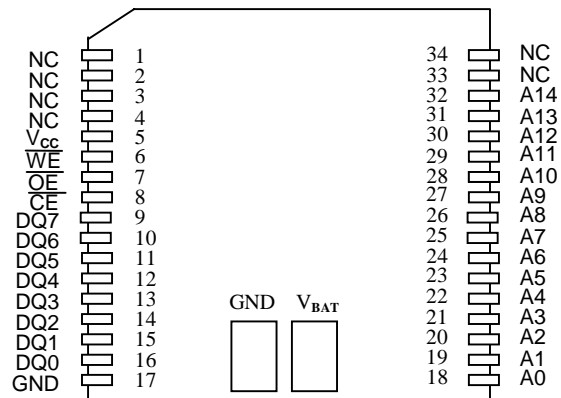 NC 1 34 NC
NC 2 33 NC
NC 3 32 A14
NC 4 31 A13
Vcc 5 30 A12
WE 6 29 A11
OE 7 28 A10
CE 8 27 A9
DQ7 9 26 A8
DQ6 10 25 A7
DQ5 11 24 A6
DQ4 12 23 A5
DQ3 13 22 A4
DQ2 14 21 A3
DQ1 15 20 A2
DQ0 16 19 A1
GND 17 18 A0
GND VBAT